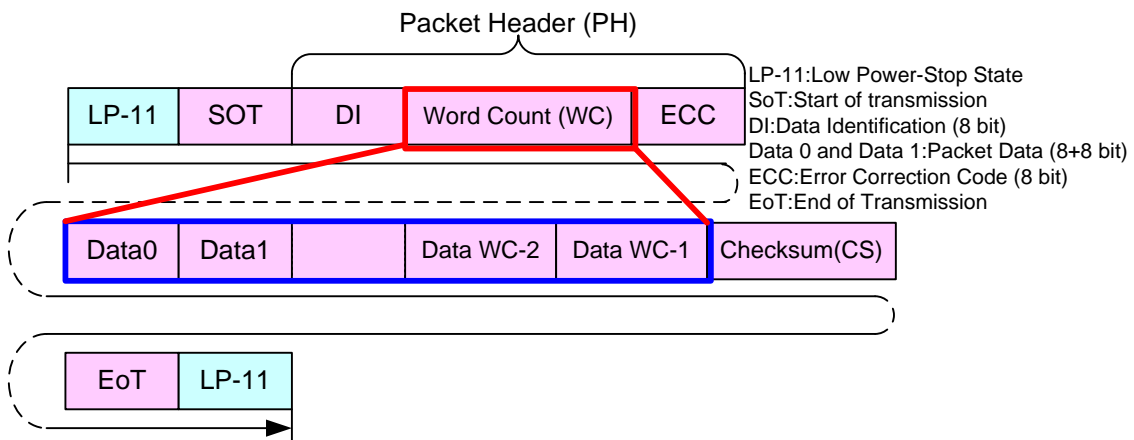 Packet Header (PH)
LP-11 SOT DI Word Count (WC) ECC
LP-11:Low Power-Stop State
SoT:Start of transmission
DI:Data Identification (8 bit)
Data 0 and Data 1:Packet Data (8+8 bit)
ECC:Error Correction Code (8 bit)
EoT:End of Transmission
Data0 Data1 Data WC-2 Data WC-1 Checksum(CS)
EoT LP-11